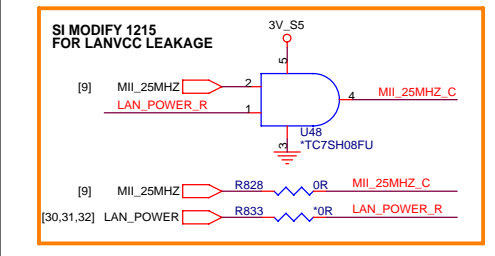 SI MODIFY 1215
FOR LANVCC LEAKAGE
3V_S5
5
[9] MII_25MHZ 2
4 MII_25MHZ_C
LAN_POWER_R 1
U48
3 *TC7SH08FU
[9] MII_25MHZ R828 0R MII_25MHZ_C
[30,31,32] LAN_POWER R833 *0R LAN_POWER_R